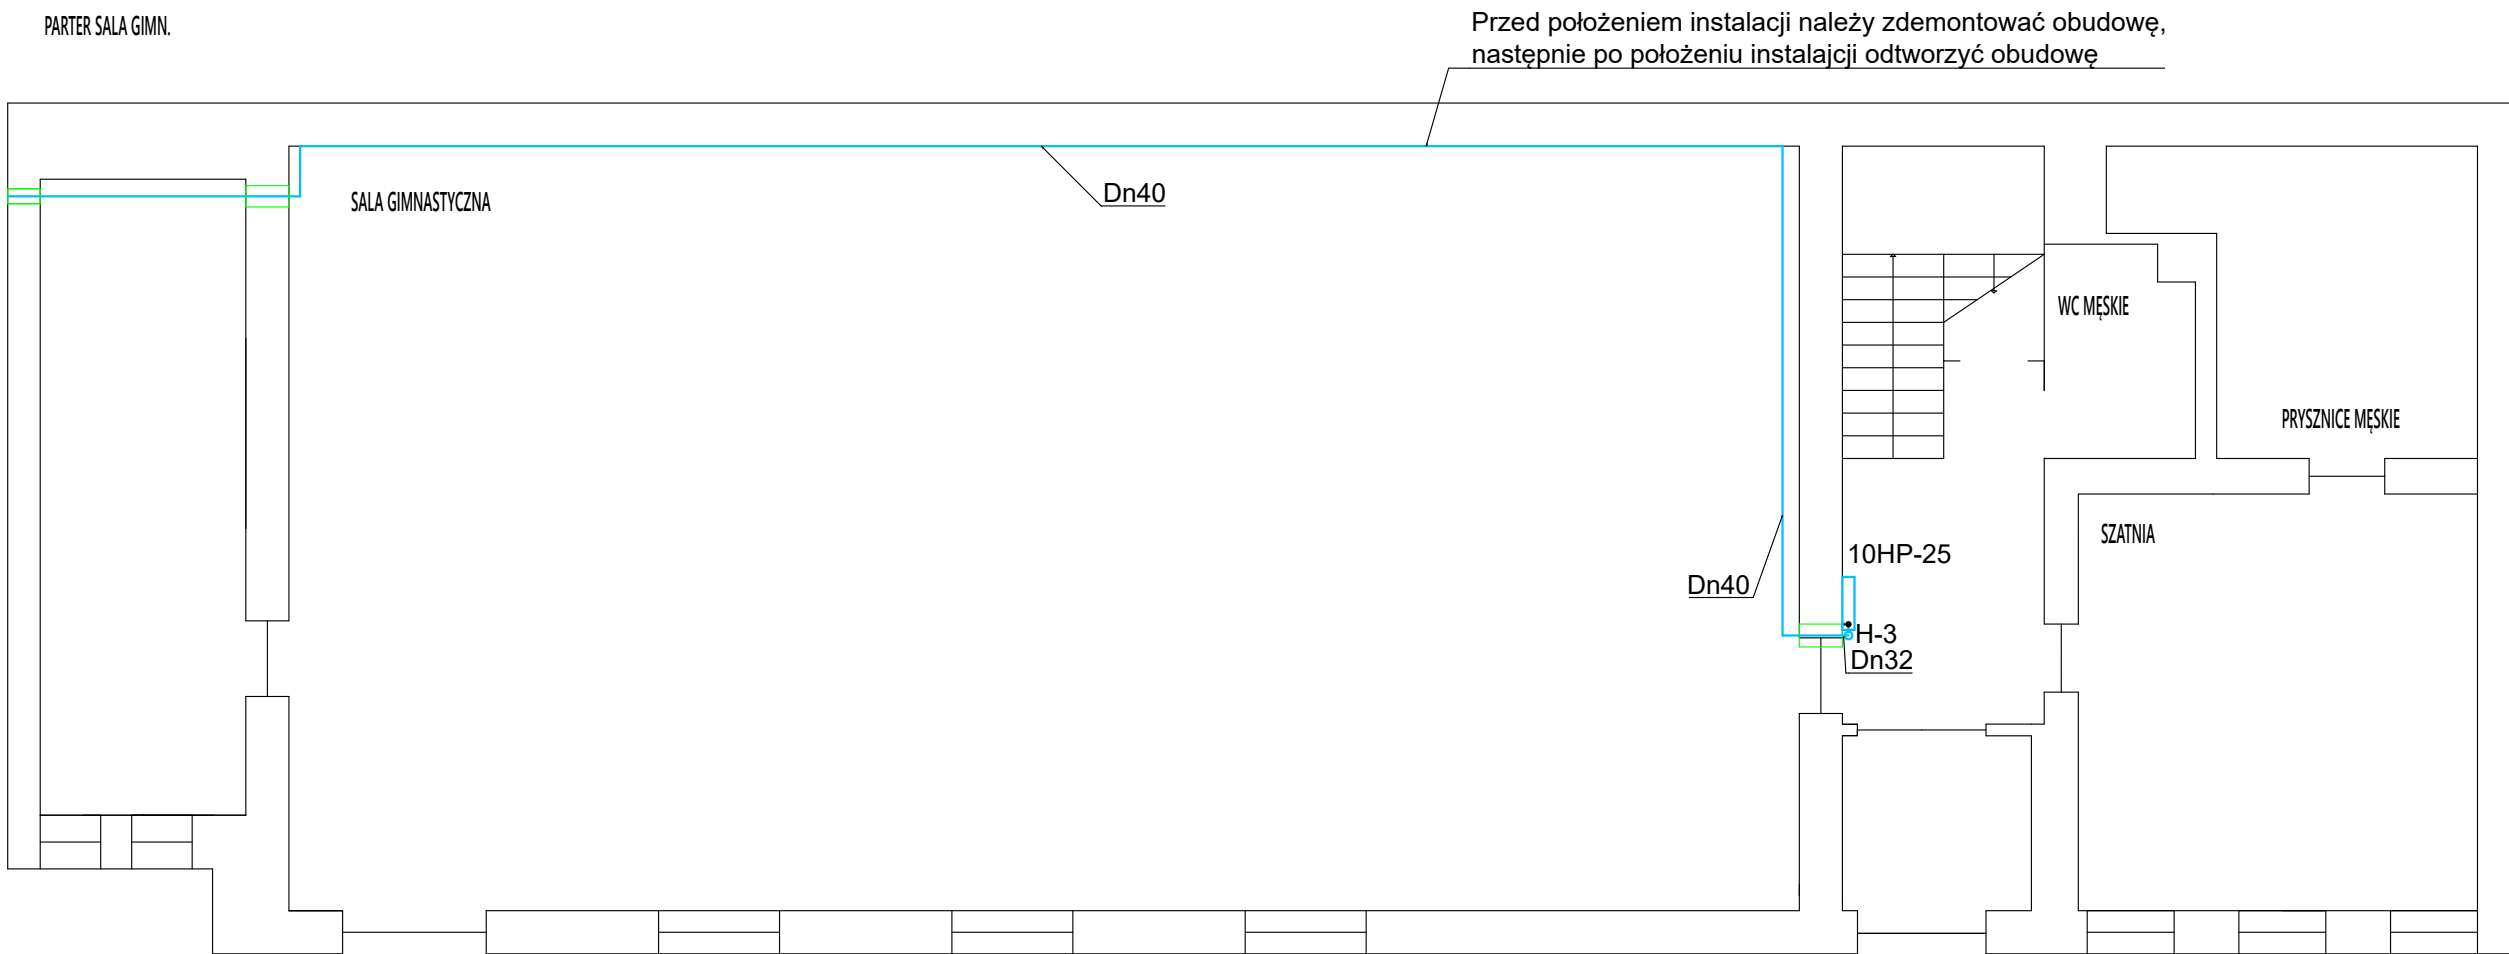 PARTER SALA GIMN.
Przed położeniem instalacji należy zdemontować obudowę,
następnie po położeniu instalajcji odtworzyć obudowę
Dn40
SALA GIMNASTYCZNA
WC MĘSKIE
PRYSZNICE MĘSKIE
SZATNIA
10HP-25
Dn40
H-3
Dn32